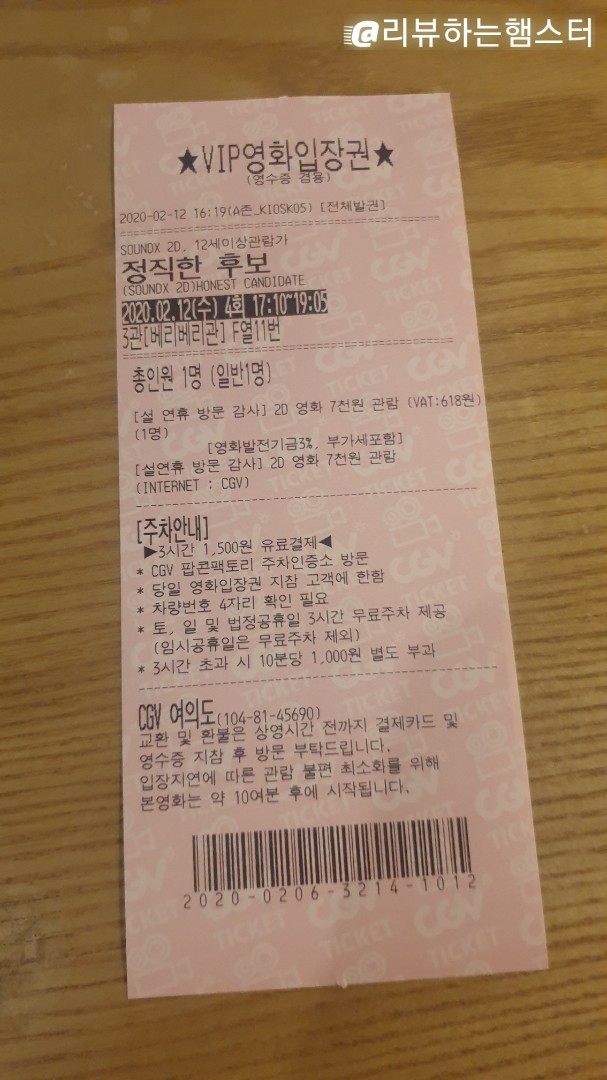 @리뷰하는햄스터
★VIP영화입장권★
(영수증 겸용)
2020-02-12 16:19(A존_KIOSK05) [전체발권]
SOUNDX 2D, 12세이상관람가
정직한 후보
(SOUNDX 2D)HONEST CANDIDATE
2020.02.12(수) 4회 17:10~19:05
3관[베리베리관] F열11번
총인원 1명 (일반1명)
[설 연휴 방문 감사] 2D 영화 7천원 관람 (VAT:618원)
(1명)
[영화발전기금3%, 부가세포함]
[설연휴 방문 감사] 2D 영화 7천원 관람
(INTERNET : CGV)
[주차안내]
▶3시간 1,500원 유료결제◀
* CGV 팝콘팩토리 주차인증소 방문
* 당일 영화입장권 지참 고객에 한함
* 차량번호 4자리 확인 필요
* 토, 일 및 법정공휴일 3시간 무료주차 제공
(임시공휴일은 무료주차 제외)
* 3시간 초과 시 10분당 1,000원 별도 부과
CGV 여의도(104-81-45690)
교환 및 환불은 상영시간 전까지 결제카드 및
영수증 지참 후 방문 부탁드립니다.
입장지연에 따른 관람 불편 최소화를 위해
본영화는 약 10여분 후에 시작됩니다.
2020-0206-3214-1012